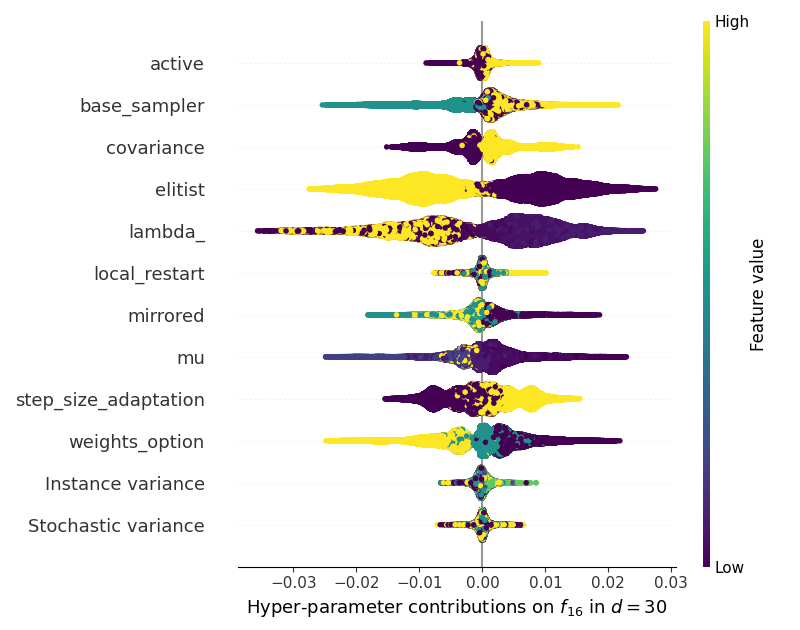 High
active
base_sampler
covariance
elitist
lambda_
local_restart
mirrored
mu
step_size_adaptation
weights_option
Instance variance
Stochastic variance
Feature value
Low
−0.03 −0.02 −0.01 0.00 0.01 0.02 0.03
Hyper-parameter contributions on f₁₆ in d = 30